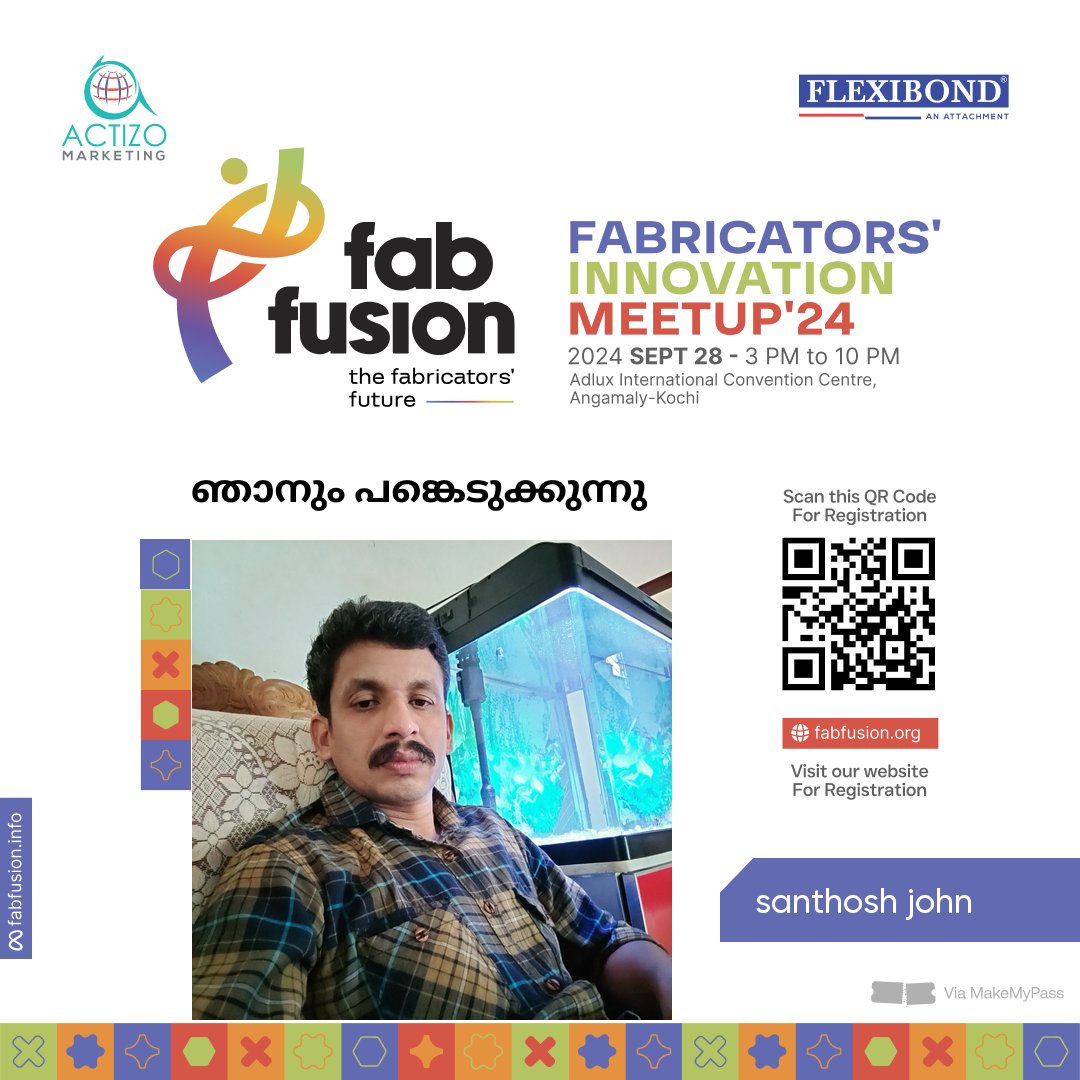 ACTIZO
MARKETING
FLEXIBOND®
AN ATTACHMENT
fab
fusion
the fabricators'
future
FABRICATORS'
INNOVATION
MEETUP'24
2024 SEPT 28 - 3 PM to 10 PM
Adlux International Convention Centre,
Angamaly-Kochi
ഞാനും പങ്കെടുക്കുന്നു
Scan this QR Code
For Registration
fabfusion.org
Visit our website
For Registration
fabfusion.info
santhosh john
Via MakeMyPass